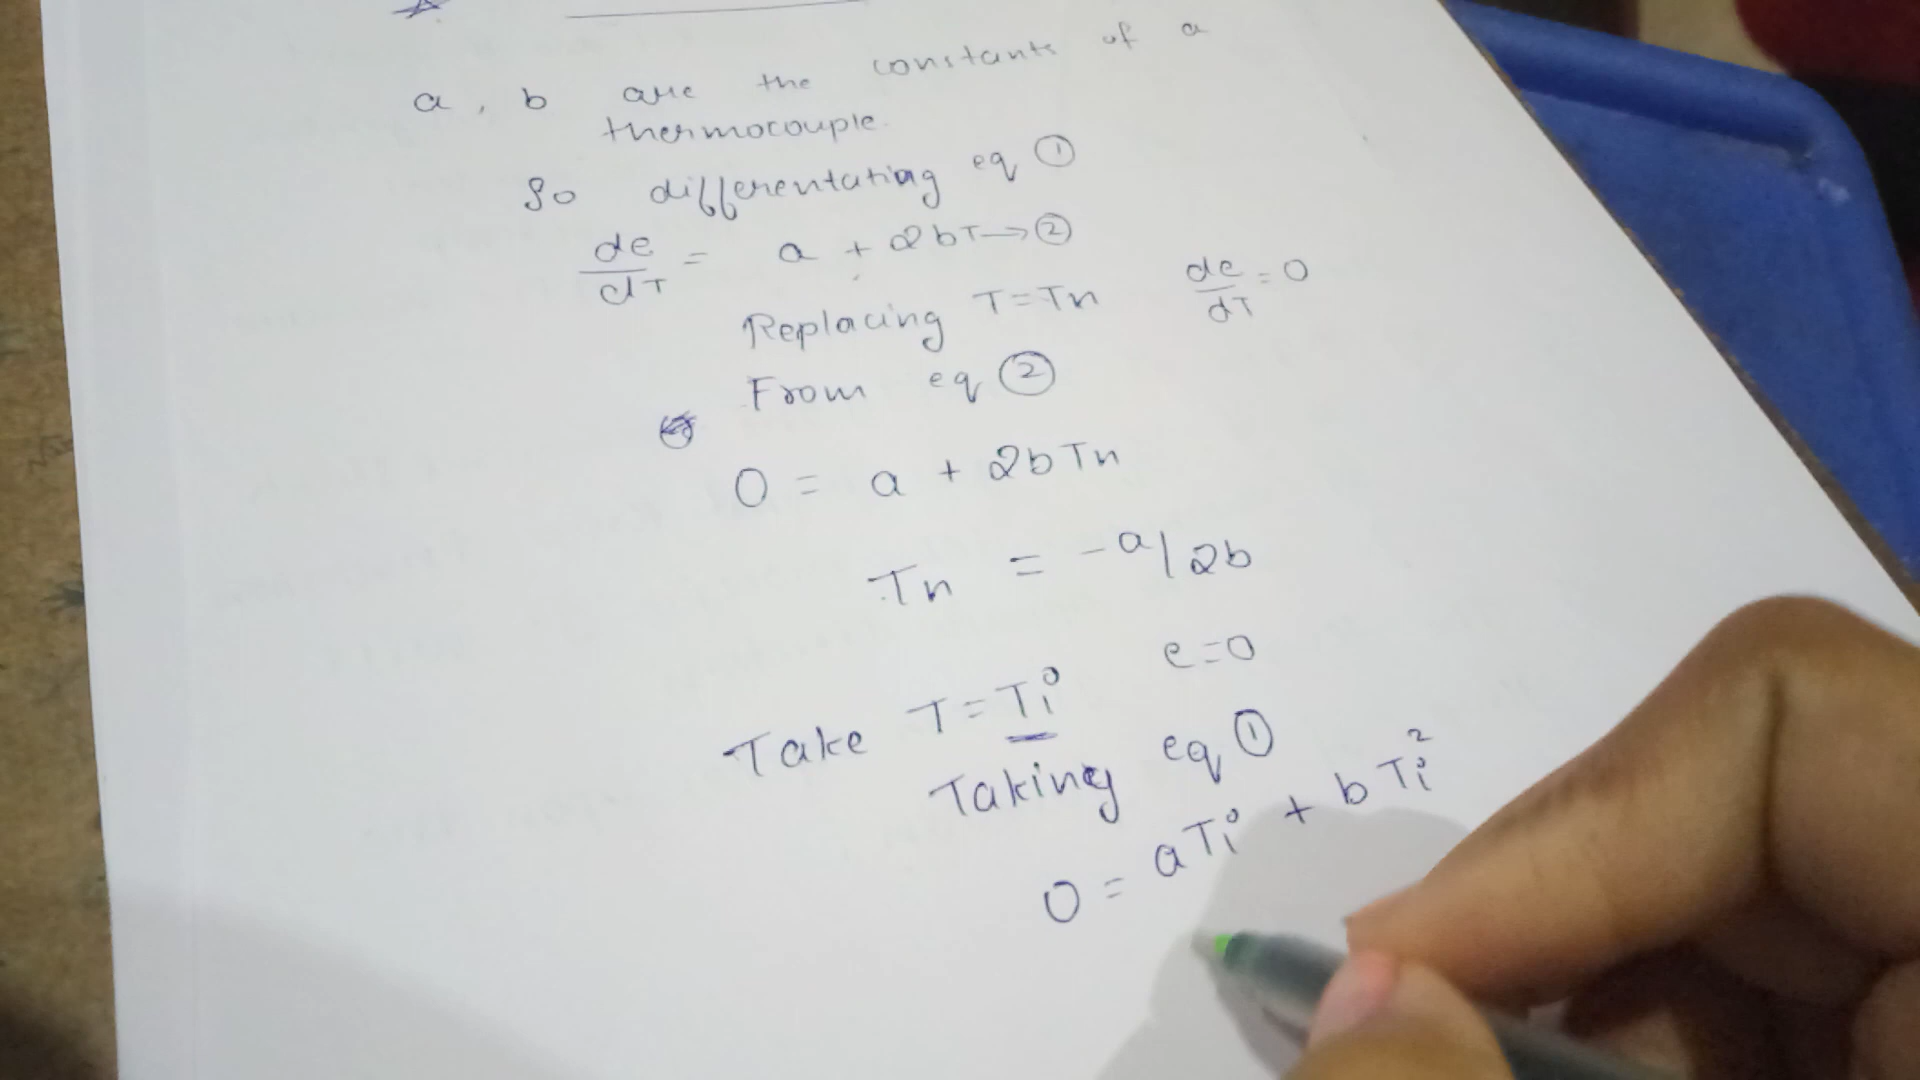 a, b are the constants of a
thermocouple.
So differentating eq ①
de/dT = a + 2bT → ②
Replacing T = Tn de/dT = 0
From eq ②
0 = a + 2bTn
Tn = -a/2b
Take T = Ti e = 0
Taking eq ①
0 = aTi + bTi²